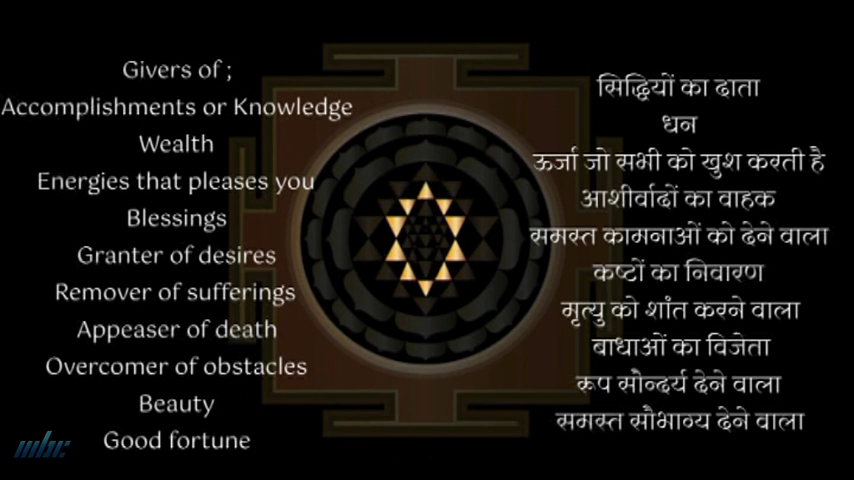 Givers of ;
Accomplishments or Knowledge
Wealth
Energies that pleases you
Blessings
Granter of desires
Remover of sufferings
Appeaser of death
Overcomer of obstacles
Beauty
Good fortune
सिद्धियों का दाता
धन
ऊर्जा जो सभी को खुश करती है
आशीर्वादों का वाहक
समस्त कामनाओं को देने वाला
कष्टों का निवारण
मृत्यु को शांत करने वाला
बाधाओं का विजेता
रूप सौन्दर्य देने वाला
समस्त सौभाग्य देने वाला
mbc